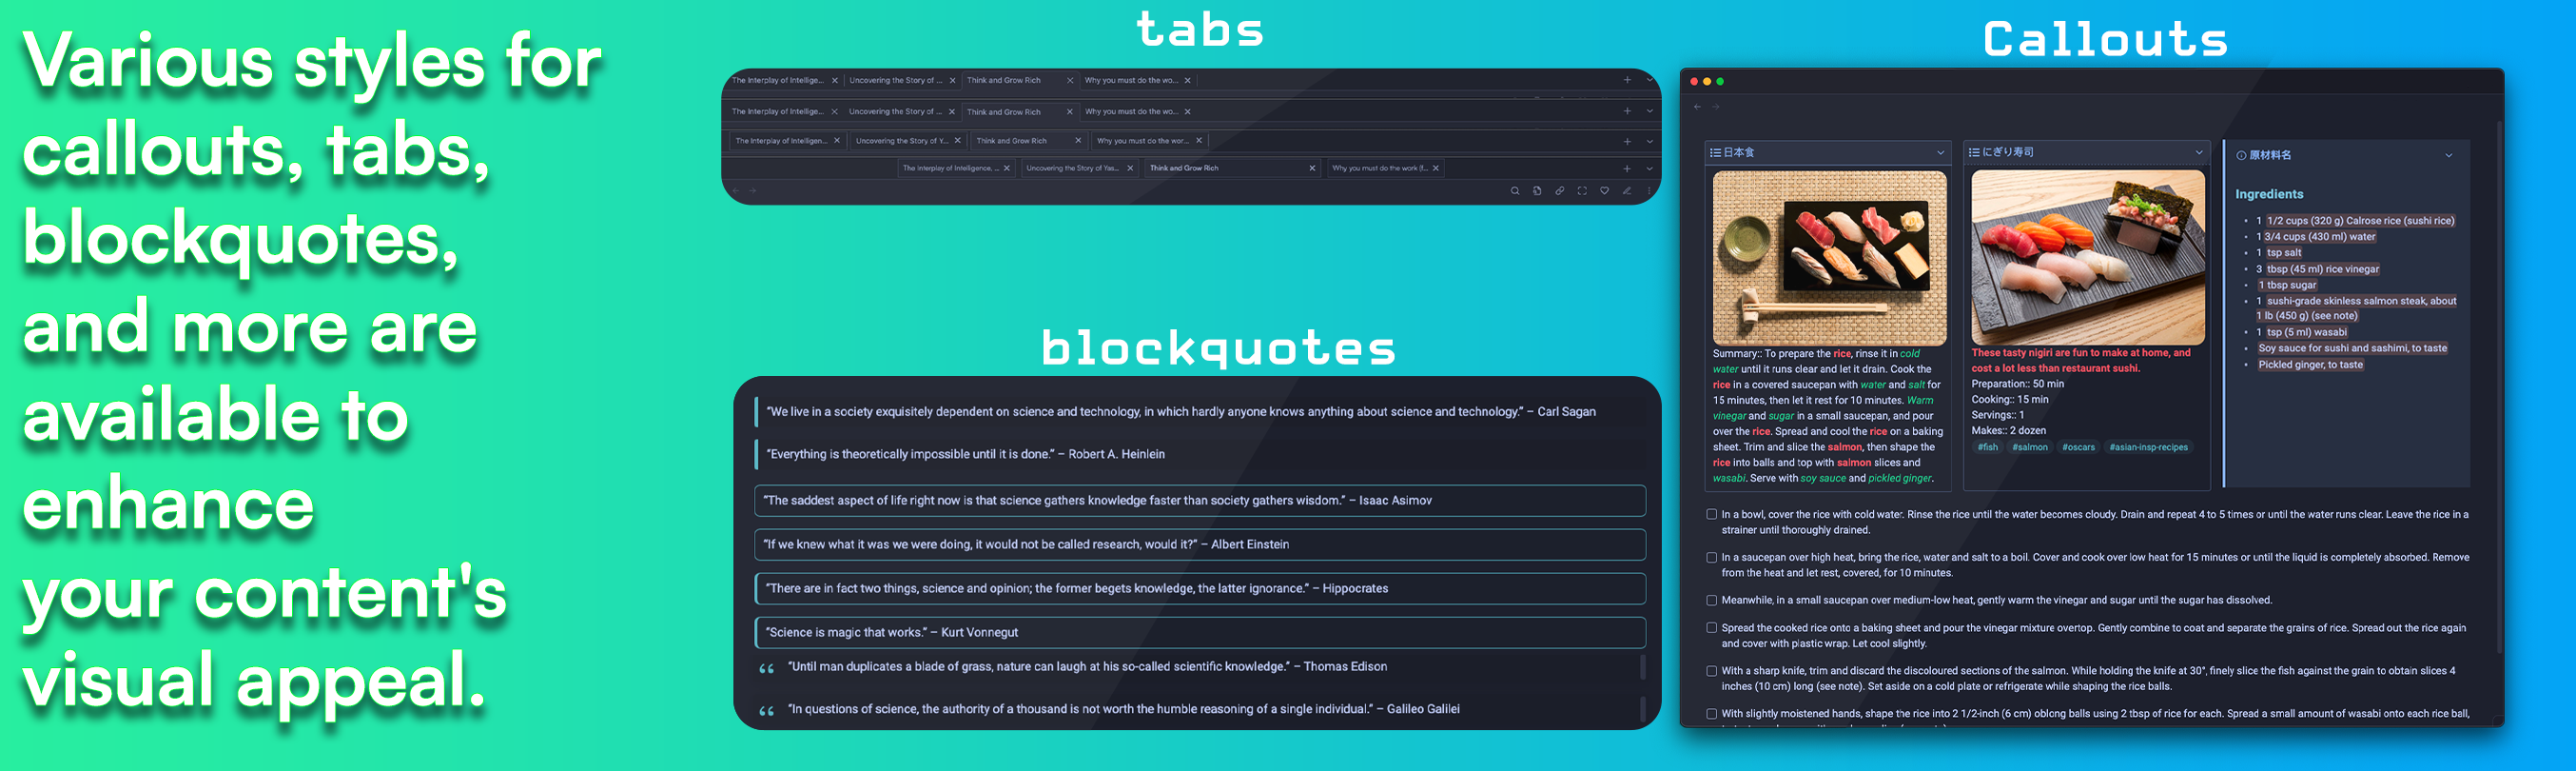 Various styles for
callouts, tabs,
blockquotes,
and more are
available to
enhance
your content's
visual appeal.
tabs
The Interplay of Intellige... Uncovering the Story of ... Think and Grow Rich Why you must do the wo...
The Interplay of Intellige... Uncovering the Story of ... Think and Grow Rich Why you must do the wo...
The Interplay of Intelligen... Uncovering the Story of Y... Think and Grow Rich Why you must do the wor...
The Interplay of Intelligence, ... Uncovering the Story of Yas... Think and Grow Rich Why you must do the work (f...
blockquotes
“We live in a society exquisitely dependent on science and technology, in which hardly anyone knows anything about science and technology.” – Carl Sagan
“Everything is theoretically impossible until it is done.” – Robert A. Heinlein
“The saddest aspect of life right now is that science gathers knowledge faster than society gathers wisdom.” – Isaac Asimov
“If we knew what it was we were doing, it would not be called research, would it?” – Albert Einstein
“There are in fact two things, science and opinion; the former begets knowledge, the latter ignorance.” – Hippocrates
“Science is magic that works.” – Kurt Vonnegut
“Until man duplicates a blade of grass, nature can laugh at his so-called scientific knowledge.” – Thomas Edison
“In questions of science, the authority of a thousand is not worth the humble reasoning of a single individual.” – Galileo Galilei
Callouts
日本食
Summary:: To prepare the rice, rinse it in cold
water until it runs clear and let it drain. Cook the
rice in a covered saucepan with water and salt for
15 minutes, then let it rest for 10 minutes. Warm
vinegar and sugar in a small saucepan, and pour
over the rice. Spread and cool the rice on a baking
sheet. Trim and slice the salmon, then shape the
rice into balls and top with salmon slices and
wasabi. Serve with soy sauce and pickled ginger.
にぎり寿司
These tasty nigiri are fun to make at home, and
cost a lot less than restaurant sushi.
Preparation:: 50 min
Cooking:: 15 min
Servings:: 1
Makes:: 2 dozen
#fish #salmon #oscars #asian-insp-recipes
原材料名
Ingredients
1 1/2 cups (320 g) Calrose rice (sushi rice)
1 3/4 cups (430 ml) water
1 tsp salt
3 tbsp (45 ml) rice vinegar
1 tbsp sugar
1 sushi-grade skinless salmon steak, about
1 lb (450 g) (see note)
1 tsp (5 ml) wasabi
Soy sauce for sushi and sashimi, to taste
Pickled ginger, to taste
In a bowl, cover the rice with cold water. Rinse the rice until the water becomes cloudy. Drain and repeat 4 to 5 times or until the water runs clear. Leave the rice in a
strainer until thoroughly drained.
In a saucepan over high heat, bring the rice, water and salt to a boil. Cover and cook over low heat for 15 minutes or until the liquid is completely absorbed. Remove
from the heat and let rest, covered, for 10 minutes.
Meanwhile, in a small saucepan over medium-low heat, gently warm the vinegar and sugar until the sugar has dissolved.
Spread the cooked rice onto a baking sheet and pour the vinegar mixture overtop. Gently combine to coat and separate the grains of rice. Spread out the rice again
and cover with plastic wrap. Let cool slightly.
With a sharp knife, trim and discard the discoloured sections of the salmon. While holding the knife at 30°, finely slice the fish against the grain to obtain slices 4
inches (10 cm) long (see note). Set aside on a cold plate or refrigerate while shaping the rice balls.
With slightly moistened hands, shape the rice into 2 1/2-inch (6 cm) oblong balls using 2 tbsp of rice for each. Spread a small amount of wasabi onto each rice ball,